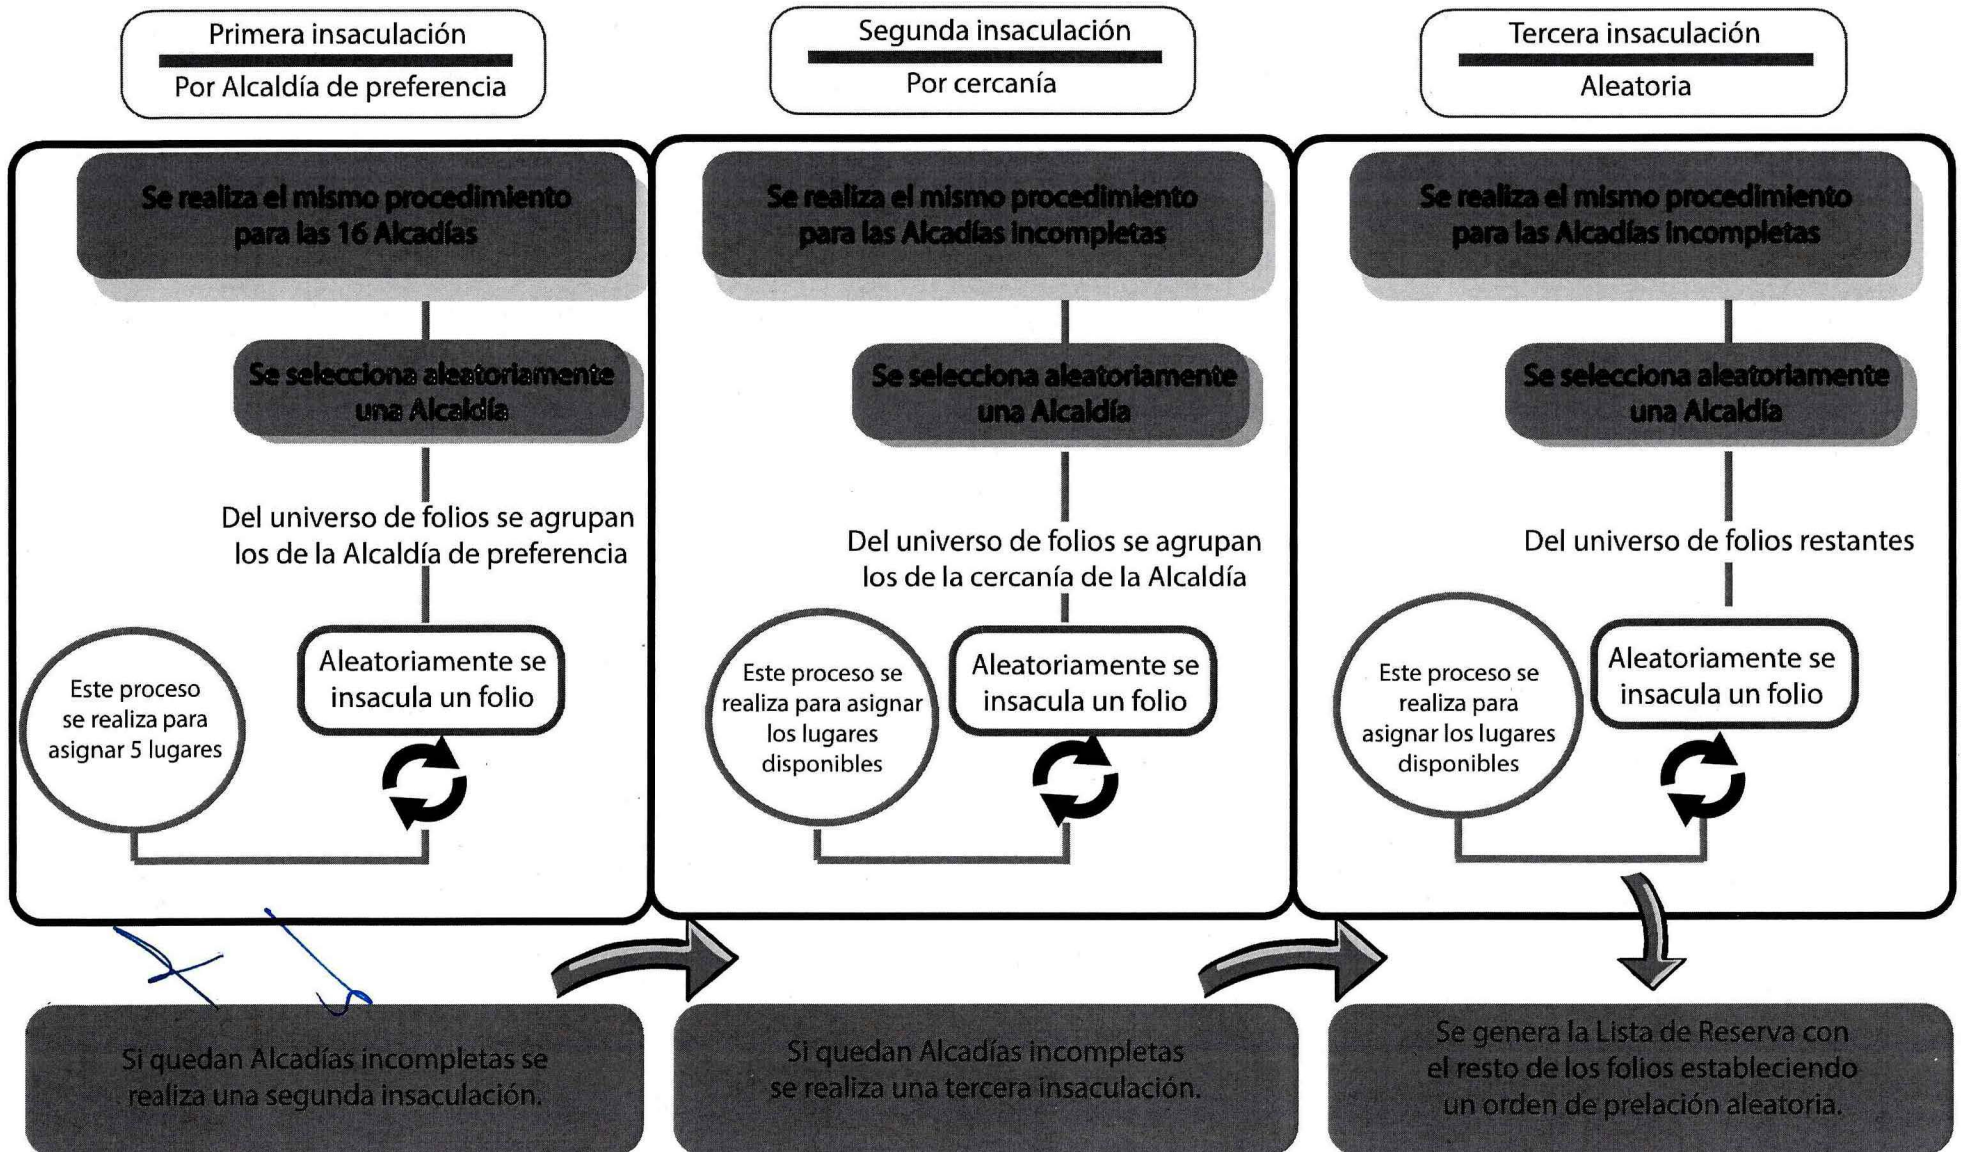 Primera insaculación
Por Alcaldía de preferencia
Se realiza el mismo procedimiento
para las 16 Alcadías
Se selecciona aleatoriamente
una Alcaldía
Del universo de folios se agrupan
los de la Alcaldía de preferencia
Aleatoriamente se
insacula un folio
Este proceso
se realiza para
asignar 5 lugares
Si quedan Alcadías incompletas se
realiza una segunda insaculación.
Segunda insaculación
Por cercanía
Se realiza el mismo procedimiento
para las Alcadías incompletas
Se selecciona aleatoriamente
una Alcaldía
Del universo de folios se agrupan
los de la cercanía de la Alcaldía
Aleatoriamente se
insacula un folio
Este proceso se
realiza para asignar
los lugares
disponibles
Si quedan Alcadías incompletas
se realiza una tercera insaculación.
Tercera insaculación
Aleatoria
Se realiza el mismo procedimiento
para las Alcadías incompletas
Se selecciona aleatoriamente
una Alcaldía
Del universo de folios restantes
Aleatoriamente se
insacula un folio
Este proceso se
realiza para
asignar los lugares
disponibles
Se genera la Lista de Reserva con
el resto de los folios estableciendo
un orden de prelación aleatoria.